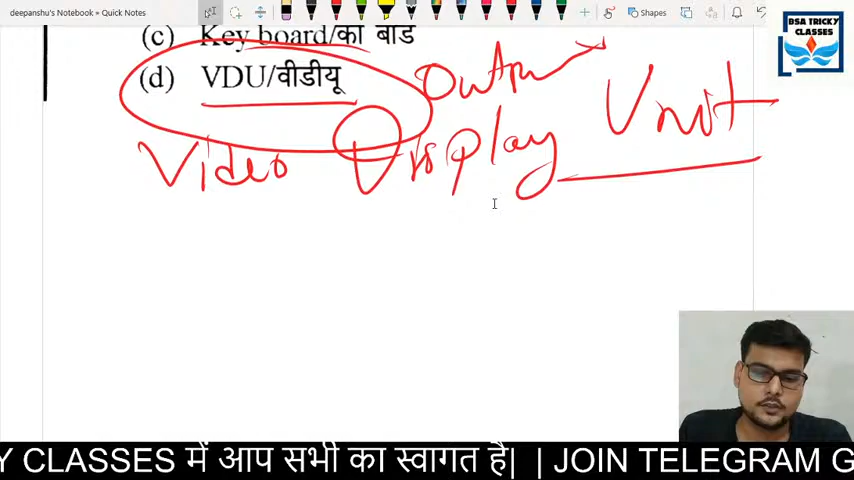 deepanshu's Notebook » Quick Notes
Shapes
BSA TRICKY
CLASSES
(c) Key board/की बोर्ड
(d) VDU/वीडीयू
Output
Video Display Unit
Y CLASSES में आप सभी का स्वागत है| | JOIN TELEGRAM G